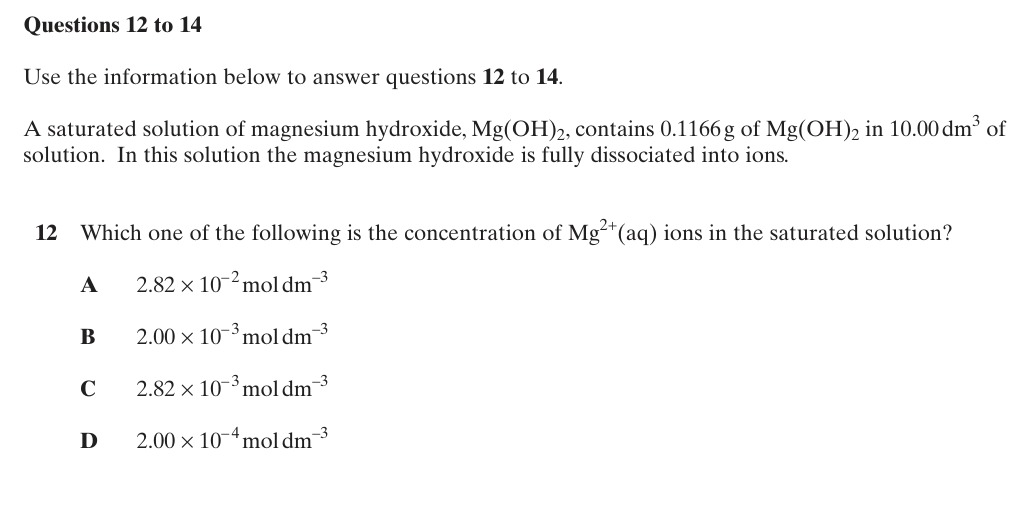 Questions 12 to 14
Use the information below to answer questions 12 to 14.
A saturated solution of magnesium hydroxide, Mg(OH)₂, contains 0.1166 g of Mg(OH)₂ in 10.00 dm³ of
solution. In this solution the magnesium hydroxide is fully dissociated into ions.
12 Which one of the following is the concentration of Mg²⁺(aq) ions in the saturated solution?
A 2.82 × 10⁻² mol dm⁻³
B 2.00 × 10⁻³ mol dm⁻³
C 2.82 × 10⁻³ mol dm⁻³
D 2.00 × 10⁻⁴ mol dm⁻³